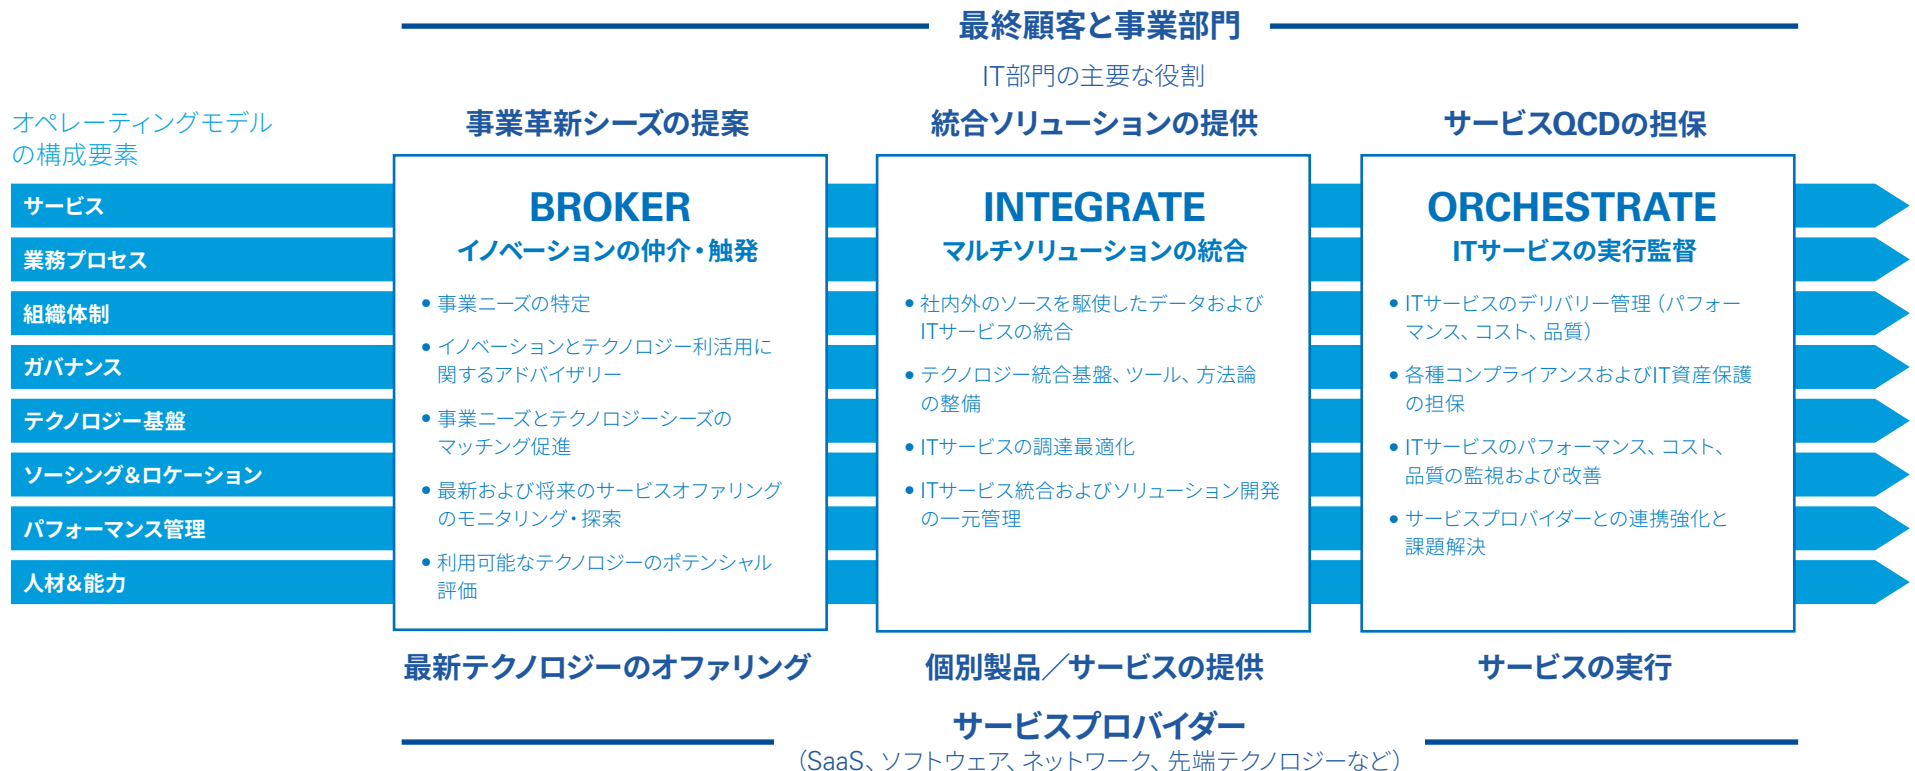 最終顧客と事業部門
IT部門の主要な役割
オペレーティングモデル
の構成要素
事業革新シーズの提案
統合ソリューションの提供
サービスQCDの担保
サービス
業務プロセス
組織体制
ガバナンス
テクノロジー基盤
ソーシング&ロケーション
パフォーマンス管理
人材&能力
BROKER
イノベーションの仲介・触発
• 事業ニーズの特定
• イノベーションとテクノロジー利活用に
関するアドバイザリー
• 事業ニーズとテクノロジーシーズの
マッチング促進
• 最新および将来のサービスオファリング
のモニタリング・探索
• 利用可能なテクノロジーのポテンシャル
評価
INTEGRATE
マルチソリューションの統合
• 社内外のソースを駆使したデータおよび
ITサービスの統合
• テクノロジー統合基盤、ツール、方法論
の整備
• ITサービスの調達最適化
• ITサービス統合およびソリューション開発
の一元管理
ORCHESTRATE
ITサービスの実行監督
• ITサービスのデリバリー管理（パフォー
マンス、コスト、品質）
• 各種コンプライアンスおよびIT資産保護
の担保
• ITサービスのパフォーマンス、コスト、
品質の監視および改善
• サービスプロバイダーとの連携強化と
課題解決
最新テクノロジーのオファリング
個別製品／サービスの提供
サービスの実行
サービスプロバイダー
（SaaS、ソフトウェア、ネットワーク、先端テクノロジーなど）